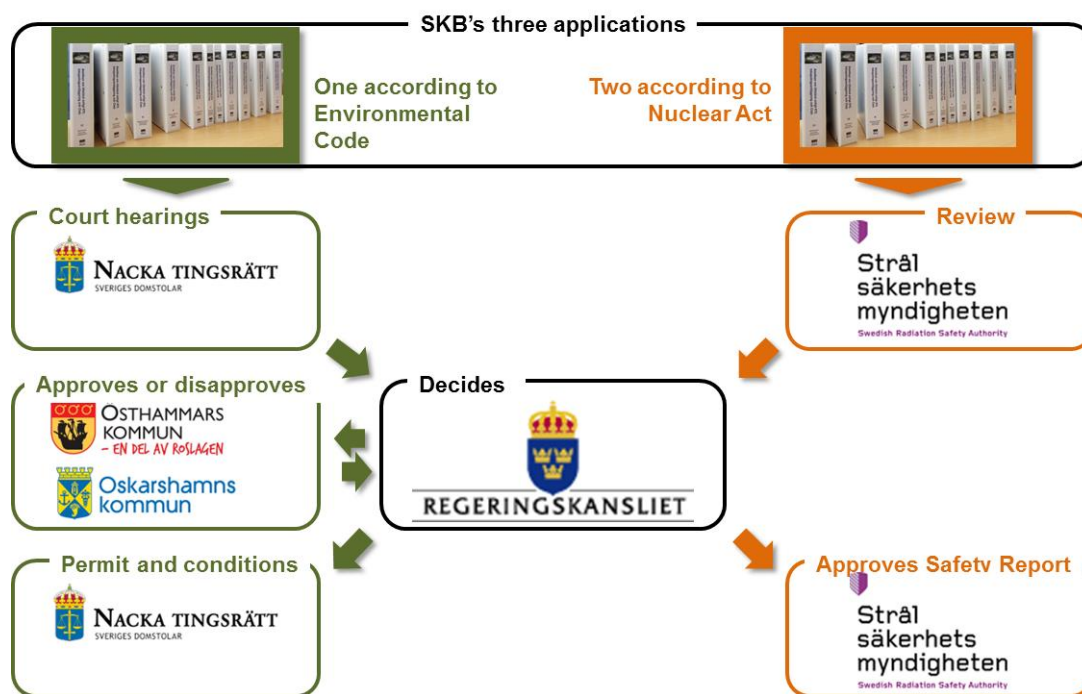 SKB's three applications
One according to
Environmental
Code
Two according to
Nuclear Act
Court hearings
NACKA TINGSRÄTT
SVERIGES DOMSTOLAR
Review
Strål
säkerhets
myndigheten
Swedish Radiation Safety Authority
Approves or disapproves
ÖSTHAMMARS
KOMMUN
– EN DEL AV ROSLAGEN
Oskarshamns
kommun
Decides
REGERINGSKANSLIET
Permit and conditions
NACKA TINGSRÄTT
SVERIGES DOMSTOLAR
Approves Safety Report
Strål
säkerhets
myndigheten
Swedish Radiation Safety Authority